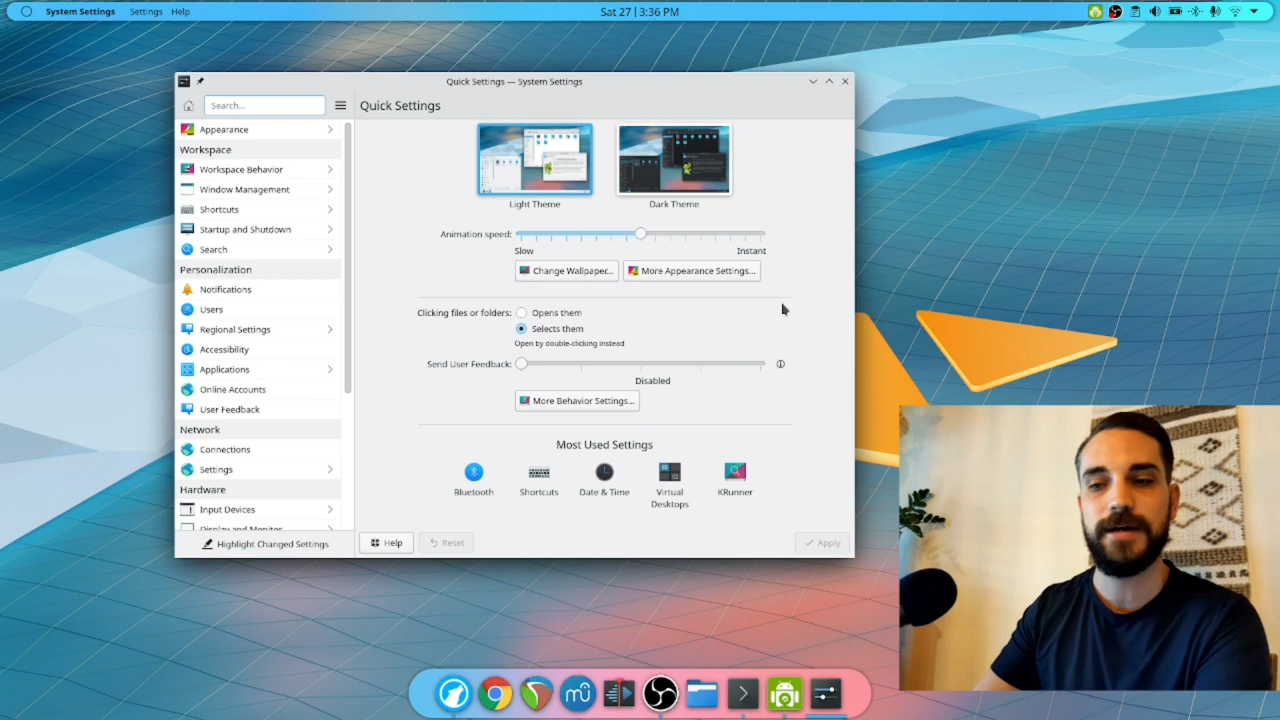 System Settings Settings Help
Sat 27 | 3:36 PM
Quick Settings — System Settings
Search...
Quick Settings
Appearance
Workspace
Workspace Behavior
Window Management
Shortcuts
Startup and Shutdown
Search
Personalization
Notifications
Users
Regional Settings
Accessibility
Applications
Online Accounts
User Feedback
Network
Connections
Settings
Hardware
Input Devices
Display and Monitor
Highlight Changed Settings
Light Theme
Dark Theme
Animation speed:
Slow
Instant
Change Wallpaper...
More Appearance Settings...
Clicking files or folders:
Opens them
Selects them
Open by double-clicking instead
Send User Feedback:
Disabled
More Behavior Settings...
Most Used Settings
Bluetooth
Shortcuts
Date & Time
Virtual
Desktops
KRunner
Help
Reset
Apply
mu